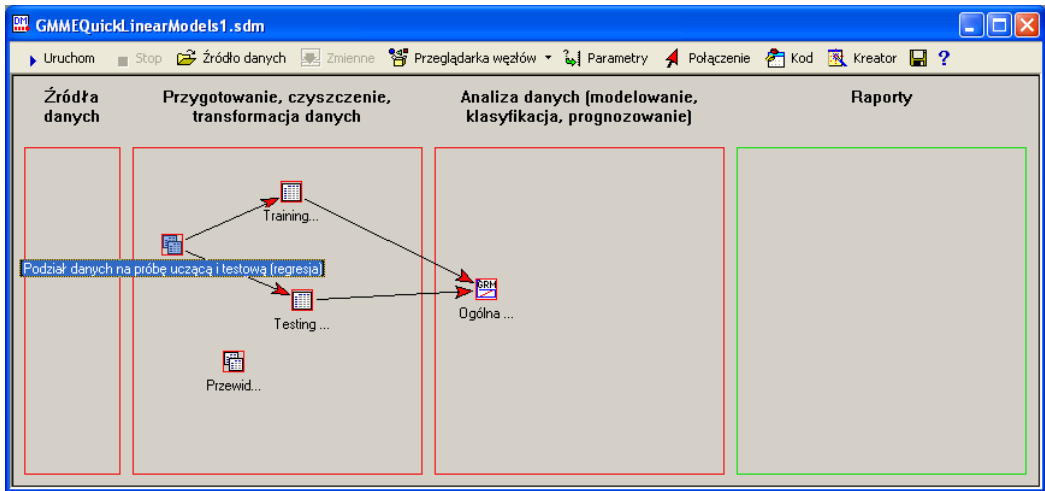 DM
GMMEQuickLinearModels1.sdm
Uruchom Stop Źródło danych Zmienne Przeglądarka węzłów Parametry Połączenie Kod Kreator ?
Źródła
danych
Przygotowanie, czyszczenie,
transformacja danych
Analiza danych (modelowanie,
klasyfikacja, prognozowanie)
Raporty
Training...
Podział danych na próbę uczącą i testową (regresja)
GRM
Ogólna ...
Testing ...
Przewid...